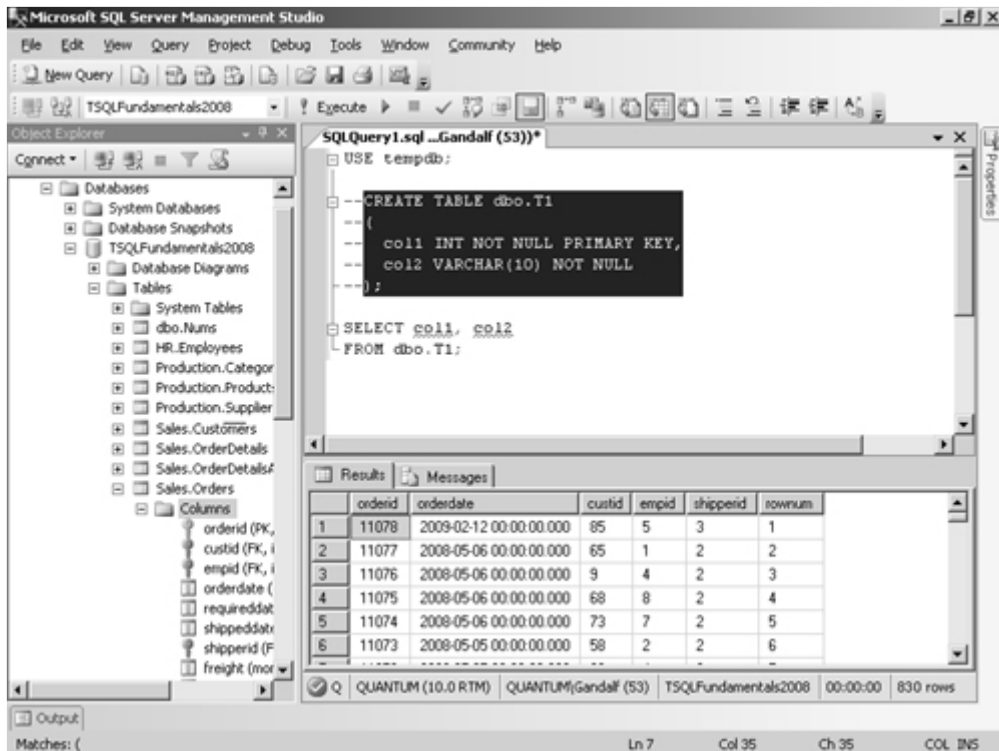 Microsoft SQL Server Management Studio
File Edit View Query Project Debug Tools Window Community Help
New Query
TSQLFundamentals2008 Execute
Object Explorer
Connect
Databases
System Databases
Database Snapshots
TSQLFundamentals2008
Database Diagrams
Tables
System Tables
dbo.Nums
HR.Employees
Production.Categor
Production.Product
Production.Supplier
Sales.Customers
Sales.OrderDetails
Sales.OrderDetailsA
Sales.Orders
Columns
orderid (PK,
custid (FK, i
empid (FK, i
orderdate (
requireddat
shippeddate
shipperid (F
freight (mor
SQLQuery1.sql ...Gandalf (53))*
USE tempdb;
--CREATE TABLE dbo.T1
--(
-- col1 INT NOT NULL PRIMARY KEY,
-- col2 VARCHAR(10) NOT NULL
--);
SELECT col1, col2
FROM dbo.T1;
Properties
Results Messages
orderid orderdate custid empid shipperid rownum
1 11078 2009-02-12 00:00:00.000 85 5 3 1
2 11077 2008-05-06 00:00:00.000 65 1 2 2
3 11076 2008-05-06 00:00:00.000 9 4 2 3
4 11075 2008-05-06 00:00:00.000 68 8 2 4
5 11074 2008-05-06 00:00:00.000 73 7 2 5
6 11073 2008-05-05 00:00:00.000 58 2 2 6
Q QUANTUM (10.0 RTM) QUANTUM\Gandalf (53) TSQLFundamentals2008 00:00:00 830 rows
Output
Matches: ( Ln 7 Col 35 Ch 35 COL INS